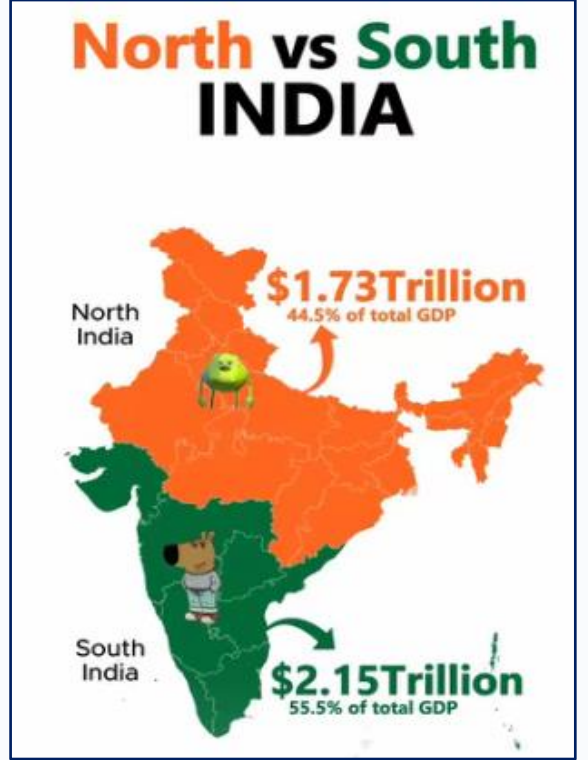 North vs South
INDIA
$1.73Trillion
44.5% of total GDP
North
India
South
India
$2.15Trillion
55.5% of total GDP